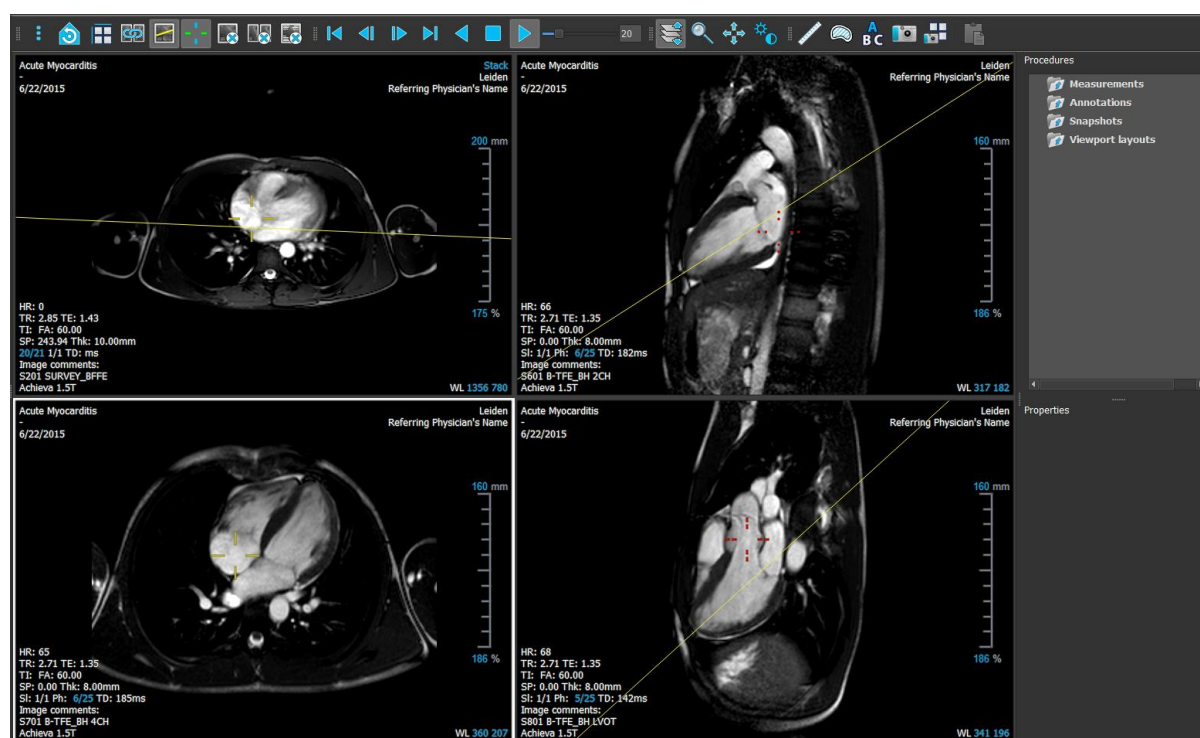 20
A
B C
Acute Myocarditis
-
6/22/2015
Stack
Leiden
Referring Physician's Name
200 mm
175 %
HR: 0
TR: 2.85 TE: 1.43
TI: FA: 60.00
SP: 243.94 Thk: 10.00mm
20/21 1/1 TD: ms
Image comments:
S201 SURVEY_BFFE
Achieva 1.5T
WL 1356 780
Acute Myocarditis
-
6/22/2015
Leiden
Referring Physician's Name
160 mm
186 %
HR: 66
TR: 2.71 TE: 1.35
TI: FA: 60.00
SP: 0.00 Thk: 8.00mm
Sl: 1/1 Ph: 6/25 TD: 182ms
Image comments:
S601 B-TFE_BH 2CH
Achieva 1.5T
WL 317 182
Acute Myocarditis
-
6/22/2015
Leiden
Referring Physician's Name
160 mm
186 %
HR: 65
TR: 2.71 TE: 1.35
TI: FA: 60.00
SP: 0.00 Thk: 8.00mm
Sl: 1/1 Ph: 6/25 TD: 185ms
Image comments:
S701 B-TFE_BH 4CH
Achieva 1.5T
WL 360 207
Acute Myocarditis
-
6/22/2015
Leiden
Referring Physician's Name
160 mm
186 %
HR: 68
TR: 2.71 TE: 1.35
TI: FA: 60.00
SP: 0.00 Thk: 8.00mm
Sl: 1/1 Ph: 5/25 TD: 142ms
Image comments:
S801 B-TFE_BH LVOT
Achieva 1.5T
WL 341 196
Procedures
Measurements
Annotations
Snapshots
Viewport layouts
Properties